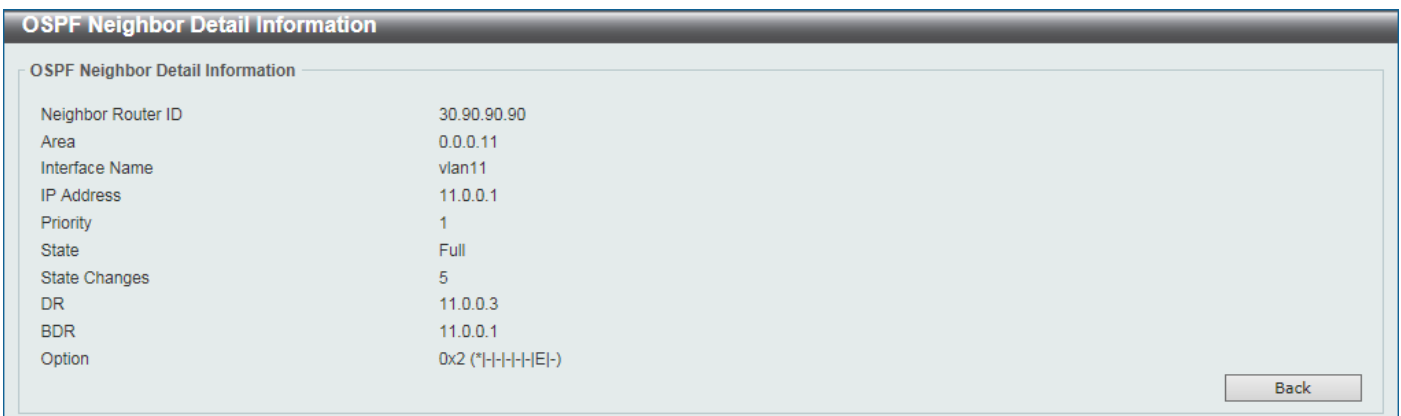 OSPF Neighbor Detail Information
OSPF Neighbor Detail Information
Neighbor Router ID 30.90.90.90
Area 0.0.0.11
Interface Name vlan11
IP Address 11.0.0.1
Priority 1
State Full
State Changes 5
DR 11.0.0.3
BDR 11.0.0.1
Option 0x2 (*|-|-|-|-|-|E|-)
Back